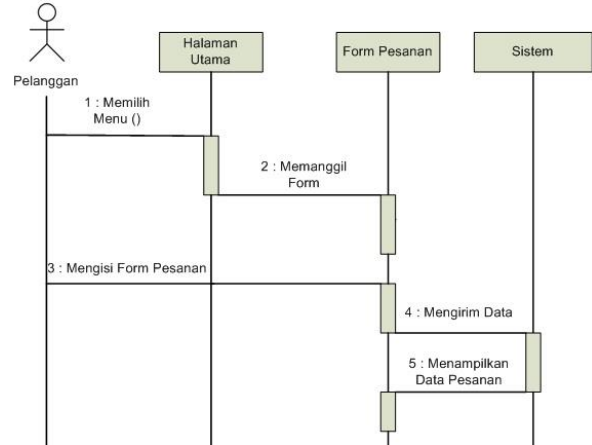 Halaman
Utama
Form Pesanan
Sistem
Pelanggan
1 : Memilih
Menu ()
2 : Memanggil
Form
3 : Mengisi Form Pesanan
4 : Mengirim Data
5 : Menampilkan
Data Pesanan